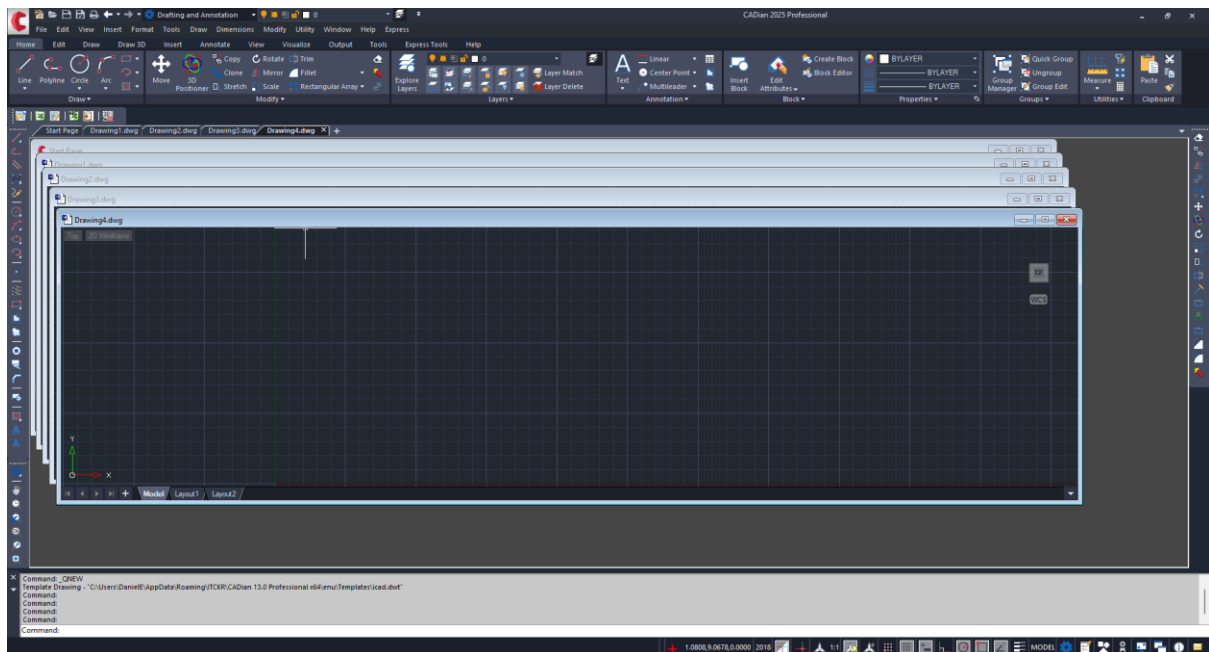 Drafting and Annotation
0
CADian 2025 Professional
File Edit View Insert Format Tools Draw Dimensions Modify Utility Window Help Express
Home Edit Draw Draw 3D Insert Annotate View Visualize Output Tools Express Tools Help
Line Polyline Circle Arc
Draw
Move 3D Positioner
Copy Rotate Trim
Clone Mirror Fillet
Stretch Scale Rectangular Array
Modify
Explore Layers
0
Layer Match
Layer Delete
Layers
Text
Linear
Center Point
Multileader
Annotation
Insert Block
Edit Attributes
Create Block
Block Editor
Block
BYLAYER
BYLAYER
BYLAYER
Properties
Group Manager
Quick Group
Ungroup
Group Edit
Groups
Measure
Utilities
Paste
Clipboard
Start Page Drawing1.dwg Drawing2.dwg Drawing3.dwg Drawing4.dwg X +
Start Page
Drawing1.dwg
Drawing2.dwg
Drawing3.dwg
Drawing4.dwg
Top 2D Wireframe
WCS
Y
X
Model Layout1 Layout2
Command: _QNEW
Template Drawing - "C:\Users\DanielE\AppData\Roaming\ITCKR\CADian 13.0 Professional x64\enu\Templates\icad.dwt"
Command:
Command:
Command:
Command:
Command:
1.0808,9.0678,0.0000 2018 1:1 MODEL